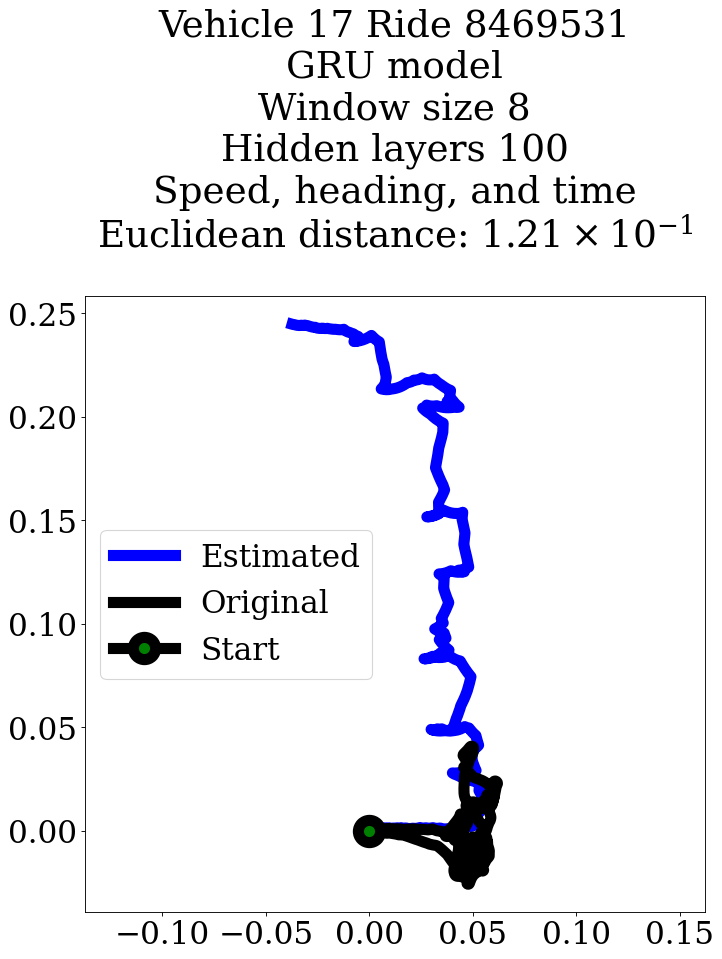 Vehicle 17 Ride 8469531
GRU model
Window size 8
Hidden layers 100
Speed, heading, and time
Euclidean distance: 1.21 × 10⁻¹
0.25
0.20
0.15
0.10
0.05
0.00
Estimated
Original
Start
−0.10 −0.05 0.00 0.05 0.10 0.15